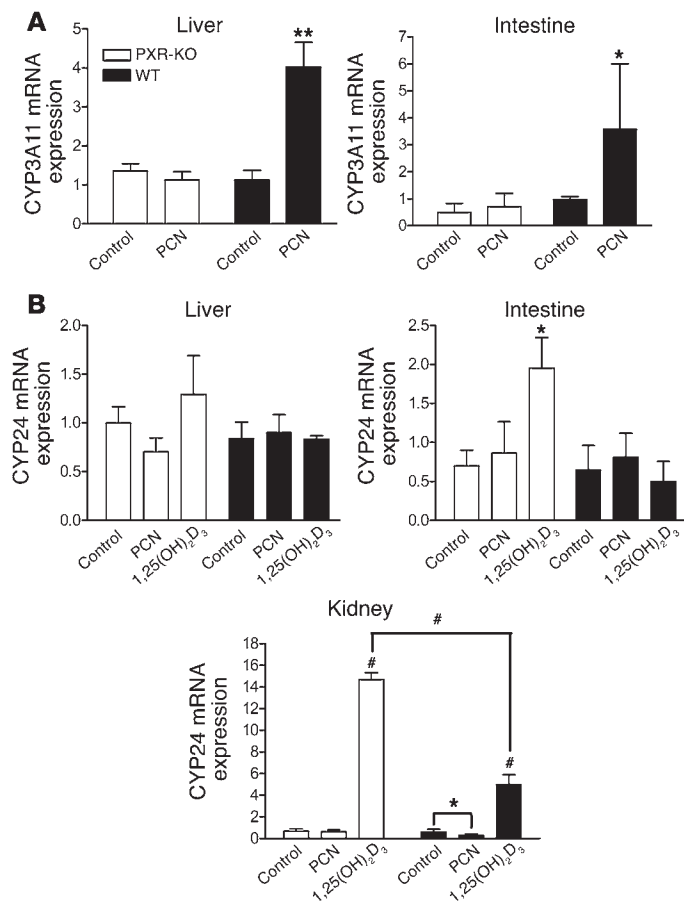 A
Liver
Intestine
CYP3A11 mRNA
expression
5
4
3
2
1
0
PXR-KO
WT
**
Control
PCN
Control
PCN
CYP3A11 mRNA
expression
7
6
5
4
3
2
1
0
*
Control
PCN
Control
PCN
B
Liver
Intestine
CYP24 mRNA
expression
2.0
1.5
1.0
0.5
0.0
Control
PCN
1,25(OH)₂D₃
Control
PCN
1,25(OH)₂D₃
CYP24 mRNA
expression
2.5
2.0
1.5
1.0
0.5
0.0
*
Control
PCN
1,25(OH)₂D₃
Control
PCN
1,25(OH)₂D₃
Kidney
CYP24 mRNA
expression
18
16
14
12
10
8
6
4
2
0
#
#
*
#
Control
PCN
1,25(OH)₂D₃
Control
PCN
1,25(OH)₂D₃